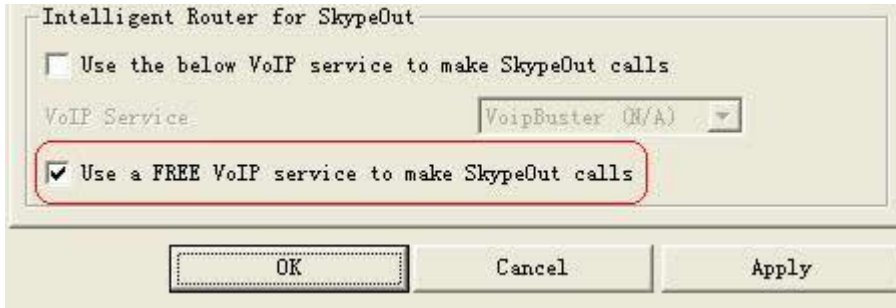 Intelligent Router for SkypeOut
Use the below VoIP service to make SkypeOut calls
VoIP Service VoipBuster (N/A)
Use a FREE VoIP service to make SkypeOut calls
OK Cancel Apply